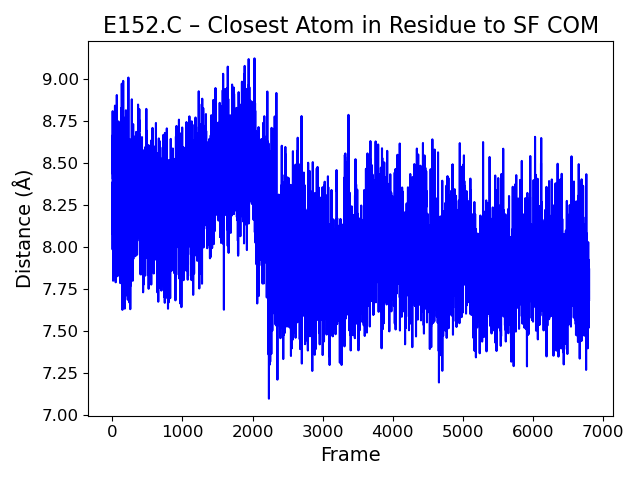 E152.C – Closest Atom in Residue to SF COM
Distance (Å)
9.00
8.75
8.50
8.25
8.00
7.75
7.50
7.25
7.00
0 1000 2000 3000 4000 5000 6000 7000
Frame